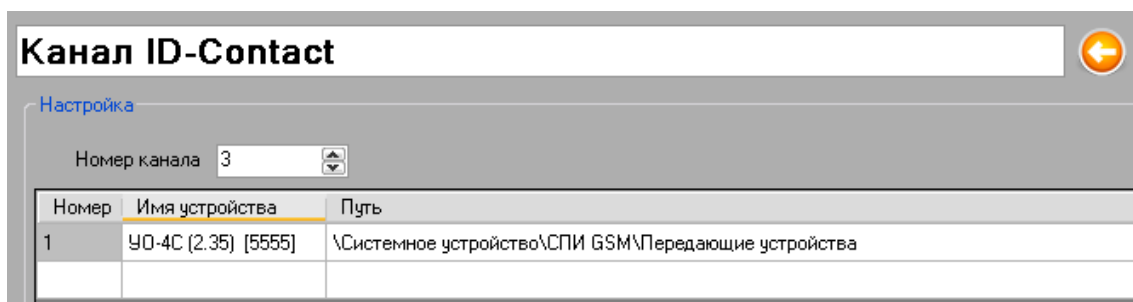 Канал ID-Contact
Настройка
Номер канала 3
Номер Имя устройства Путь
1 УО-4С (2.35) [5555] \Системное устройство\СПИ GSM\Передающие устройства